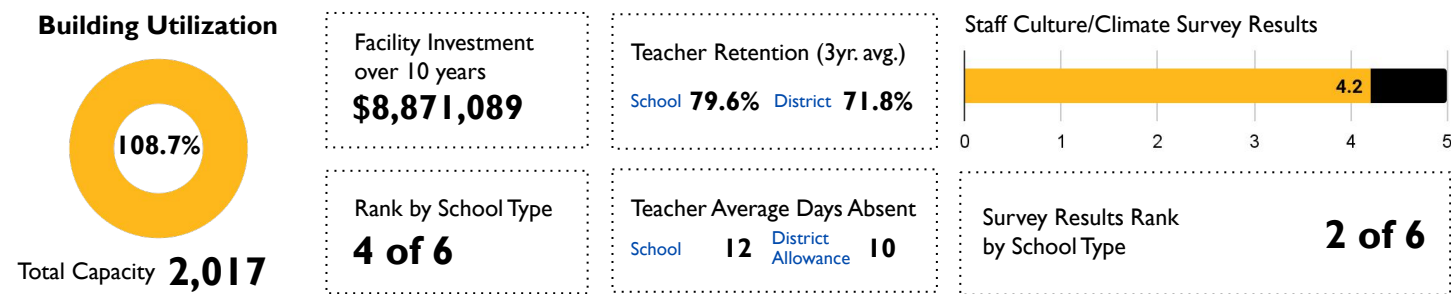 Building Utilization
108.7%
Total Capacity 2,017
Facility Investment
over 10 years
$8,871,089
Rank by School Type
4 of 6
Teacher Retention (3yr. avg.)
School 79.6% District 71.8%
Teacher Average Days Absent
School 12 District Allowance 10
Staff Culture/Climate Survey Results
4.2
0 1 2 3 4 5
Survey Results Rank
by School Type
2 of 6